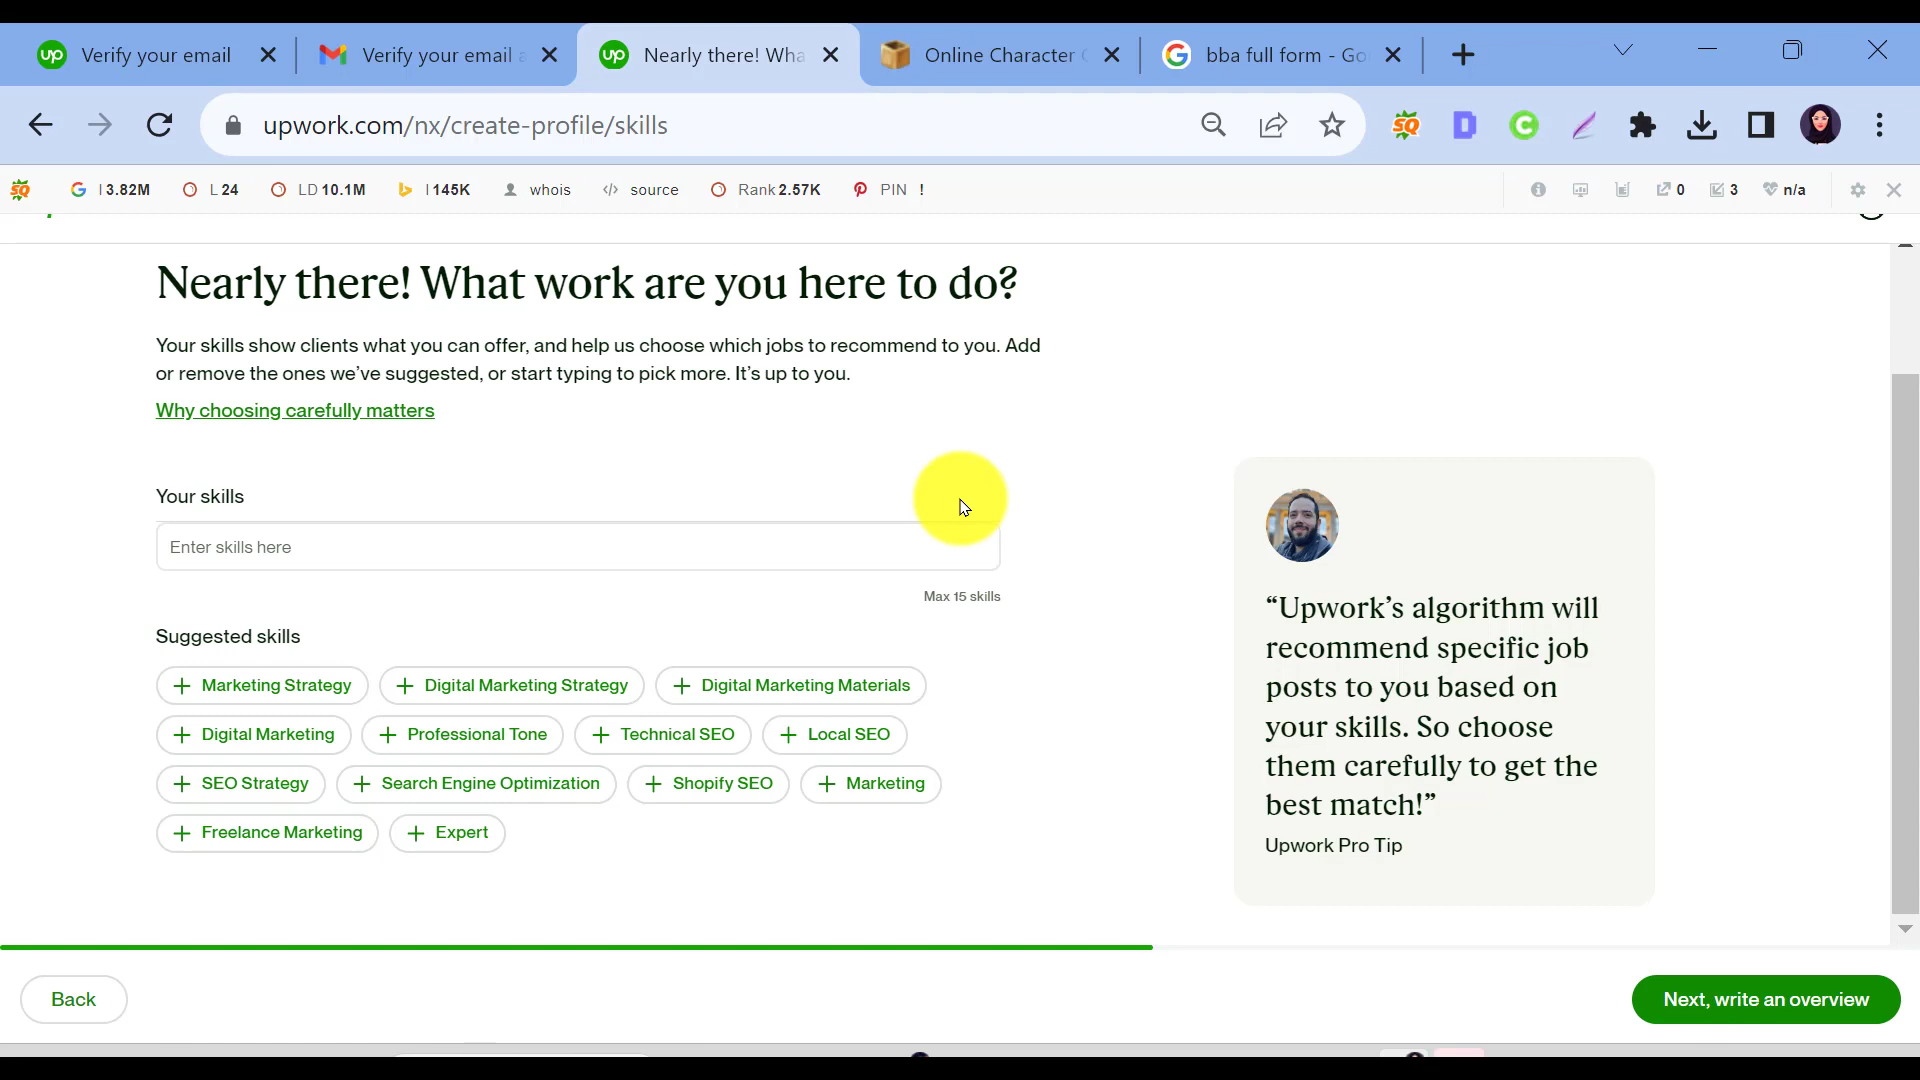 Verify your email
Verify your email a
Nearly there! Wha
Online Character C
bba full form - Go
upwork.com/nx/create-profile/skills
I 3.82M
L 24
LD 10.1M
I 145K
whois
source
Rank 2.57K
PIN !
0
3
n/a
Nearly there! What work are you here to do?
Your skills show clients what you can offer, and help us choose which jobs to recommend to you. Add
or remove the ones we've suggested, or start typing to pick more. It's up to you.
Why choosing carefully matters
Your skills
Enter skills here
Max 15 skills
Suggested skills
+ Marketing Strategy
+ Digital Marketing Strategy
+ Digital Marketing Materials
+ Digital Marketing
+ Professional Tone
+ Technical SEO
+ Local SEO
+ SEO Strategy
+ Search Engine Optimization
+ Shopify SEO
+ Marketing
+ Freelance Marketing
+ Expert
“Upwork’s algorithm will
recommend specific job
posts to you based on
your skills. So choose
them carefully to get the
best match!”
Upwork Pro Tip
Back
Next, write an overview